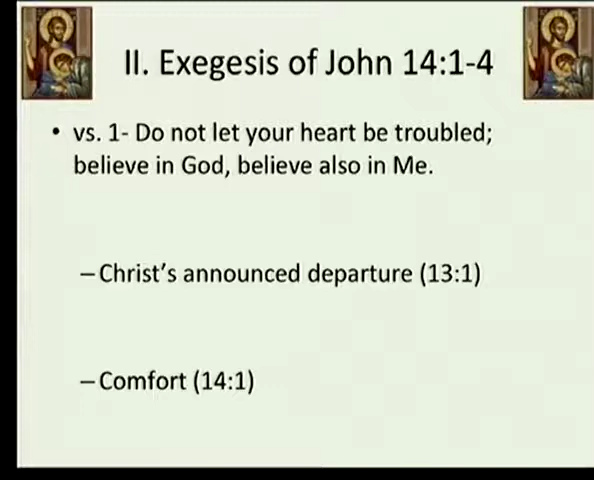 II. Exegesis of John 14:1-4
• vs. 1- Do not let your heart be troubled;
believe in God, believe also in Me.
–Christ's announced departure (13:1)
–Comfort (14:1)